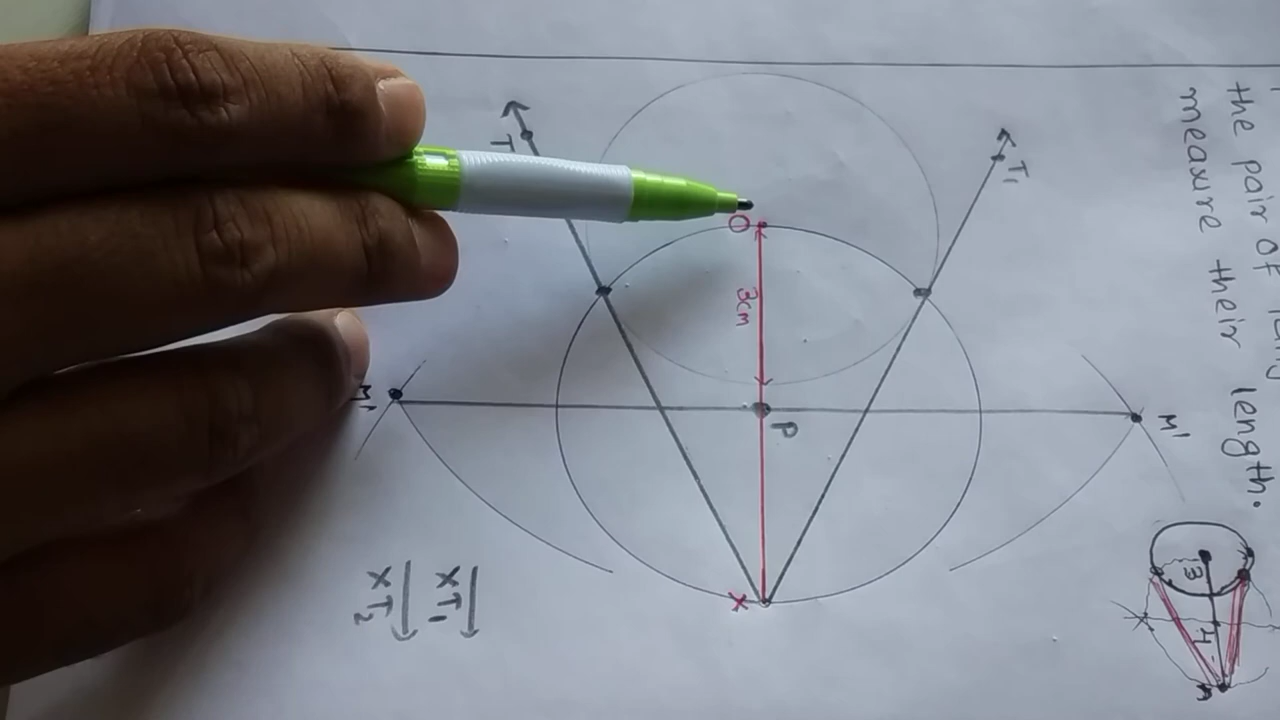 the pair of
measure their length.
T
T₁
O
3cm
M'
P
M'
X
XT₁
XT₂
3
4
A